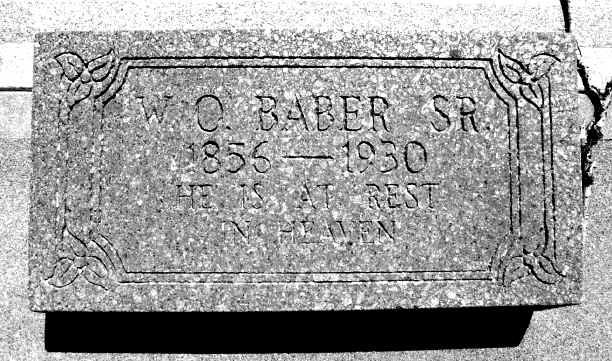 W. O. BABER SR.
1856 — 1930
HE IS AT REST
IN HEAVEN